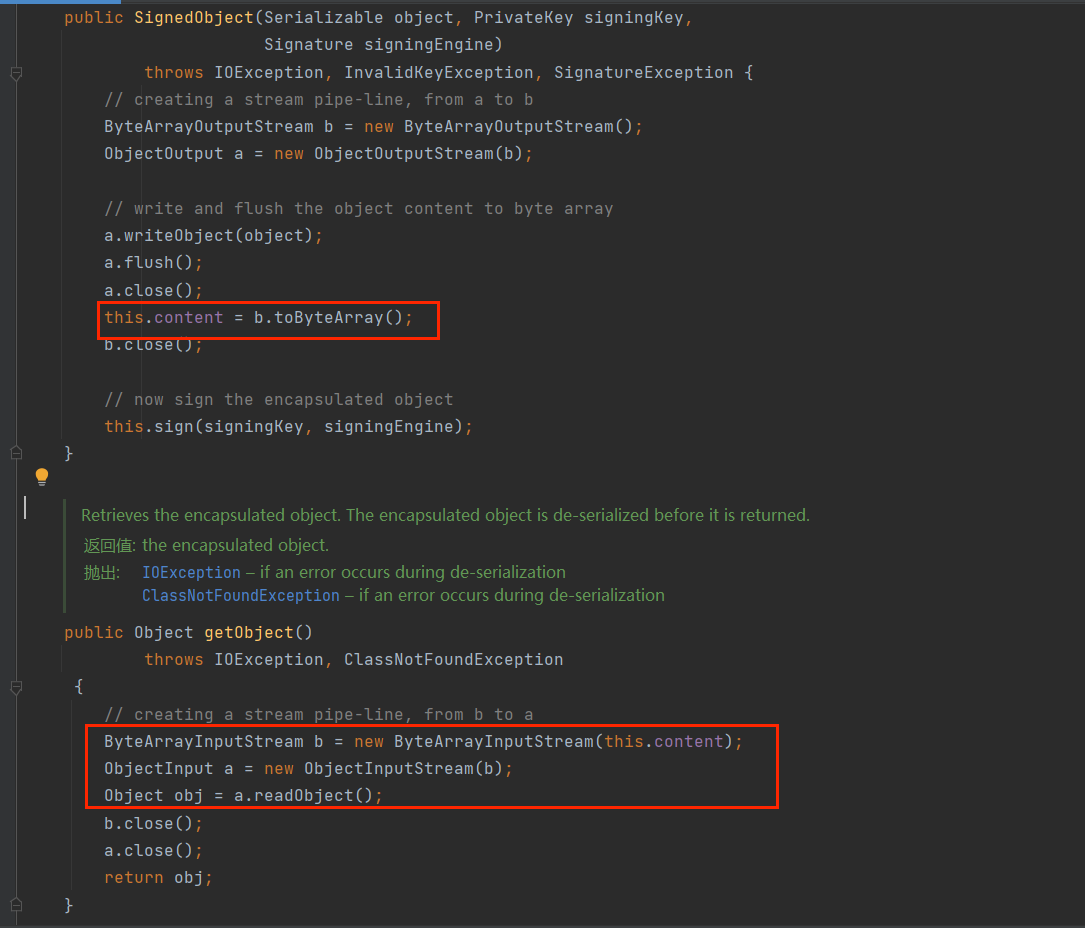 public SignedObject(Serializable object, PrivateKey signingKey,
                    Signature signingEngine)
        throws IOException, InvalidKeyException, SignatureException {
    // creating a stream pipe-line, from a to b
    ByteArrayOutputStream b = new ByteArrayOutputStream();
    ObjectOutput a = new ObjectOutputStream(b);

    // write and flush the object content to byte array
    a.writeObject(object);
    a.flush();
    a.close();
    this.content = b.toByteArray();
    b.close();

    // now sign the encapsulated object
    this.sign(signingKey, signingEngine);
}

Retrieves the encapsulated object. The encapsulated object is de-serialized before it is returned.
返回值: the encapsulated object.
抛出: IOException – if an error occurs during de-serialization
ClassNotFoundException – if an error occurs during de-serialization
public Object getObject()
        throws IOException, ClassNotFoundException
{
    // creating a stream pipe-line, from b to a
    ByteArrayInputStream b = new ByteArrayInputStream(this.content);
    ObjectInput a = new ObjectInputStream(b);
    Object obj = a.readObject();
    b.close();
    a.close();
    return obj;
}